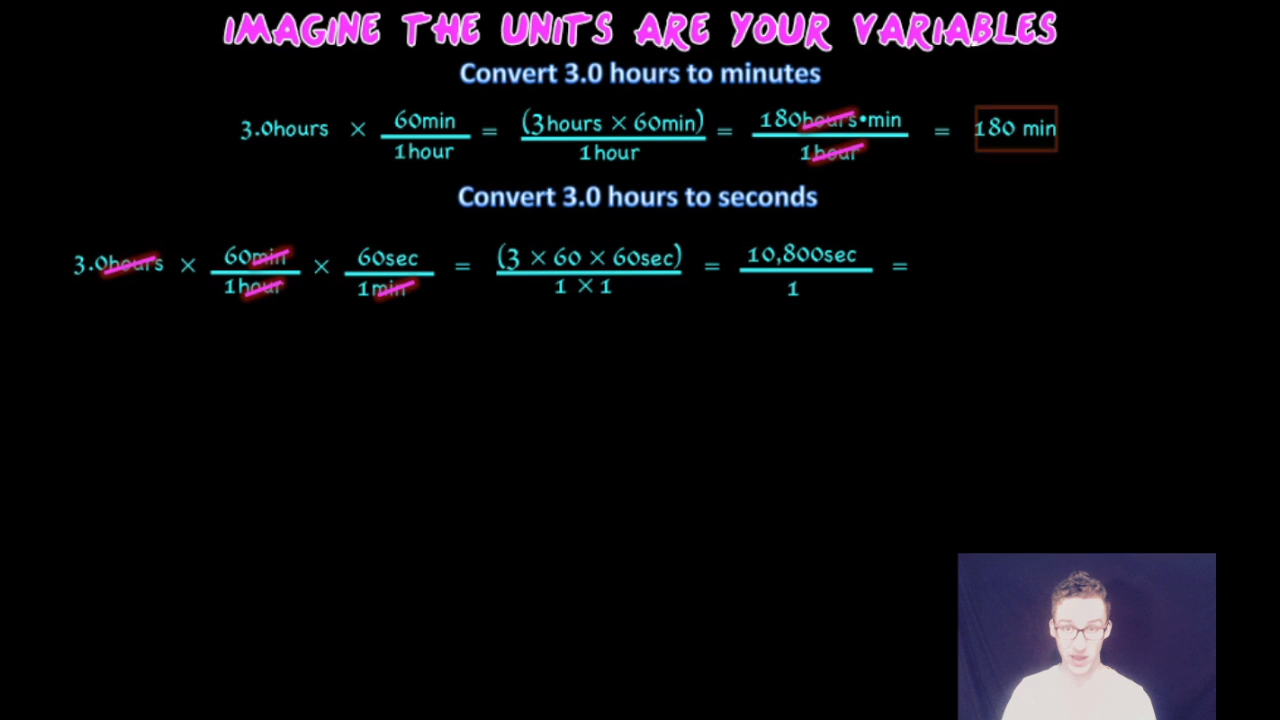 IMAGINE THE UNITS ARE YOUR VARIABLES
Convert 3.0 hours to minutes
3.0hours × 60min / 1hour = (3hours × 60min) / 1hour = 180hours•min / 1hour = 180 min
Convert 3.0 hours to seconds
3.0hours × 60min / 1hour × 60sec / 1min = (3 × 60 × 60sec) / 1 × 1 = 10,800sec / 1 =